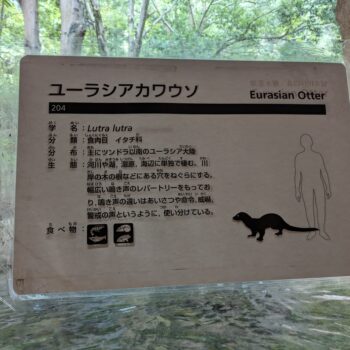 ユーラシアカワウソ
Eurasian Otter
204
学名：Lutra lutra
分類：食肉目 イタチ科
分布：主にツンドラ以南のユーラシア大陸
生態：河川や湖、湿原、海辺に単独で棲む。川
岸の木の根などにある穴をねぐらにする。
幅広い鳴き声のレパートリーをもってお
り、鳴き声の違いはあいさつや命令、威嚇、
警戒の声というように、使い分けている。
食べ物：